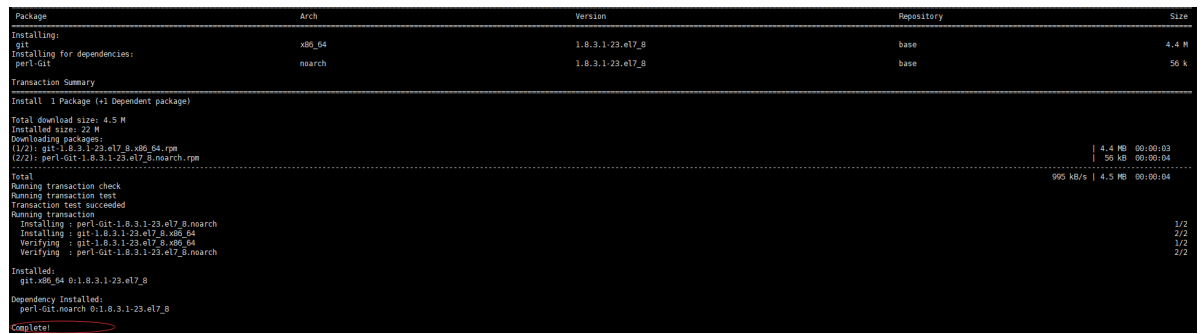 Package Arch Version Repository Size
Installing:
git x86_64 1.8.3.1-23.el7_8 base 4.4 M
Installing for dependencies:
perl-Git noarch 1.8.3.1-23.el7_8 base 56 k
Transaction Summary
Install 1 Package (+1 Dependent package)
Total download size: 4.5 M
Installed size: 22 M
Downloading packages:
(1/2): git-1.8.3.1-23.el7_8.x86_64.rpm | 4.4 MB 00:00:03
(2/2): perl-Git-1.8.3.1-23.el7_8.noarch.rpm | 56 kB 00:00:04
Total 995 kB/s | 4.5 MB 00:00:04
Running transaction check
Running transaction test
Transaction test succeeded
Running transaction
Installing : perl-Git-1.8.3.1-23.el7_8.noarch 1/2
Installing : git-1.8.3.1-23.el7_8.x86_64 2/2
Verifying : git-1.8.3.1-23.el7_8.x86_64 1/2
Verifying : perl-Git-1.8.3.1-23.el7_8.noarch 2/2
Installed:
git.x86_64 0:1.8.3.1-23.el7_8
Dependency Installed:
perl-Git.noarch 0:1.8.3.1-23.el7_8
Complete!